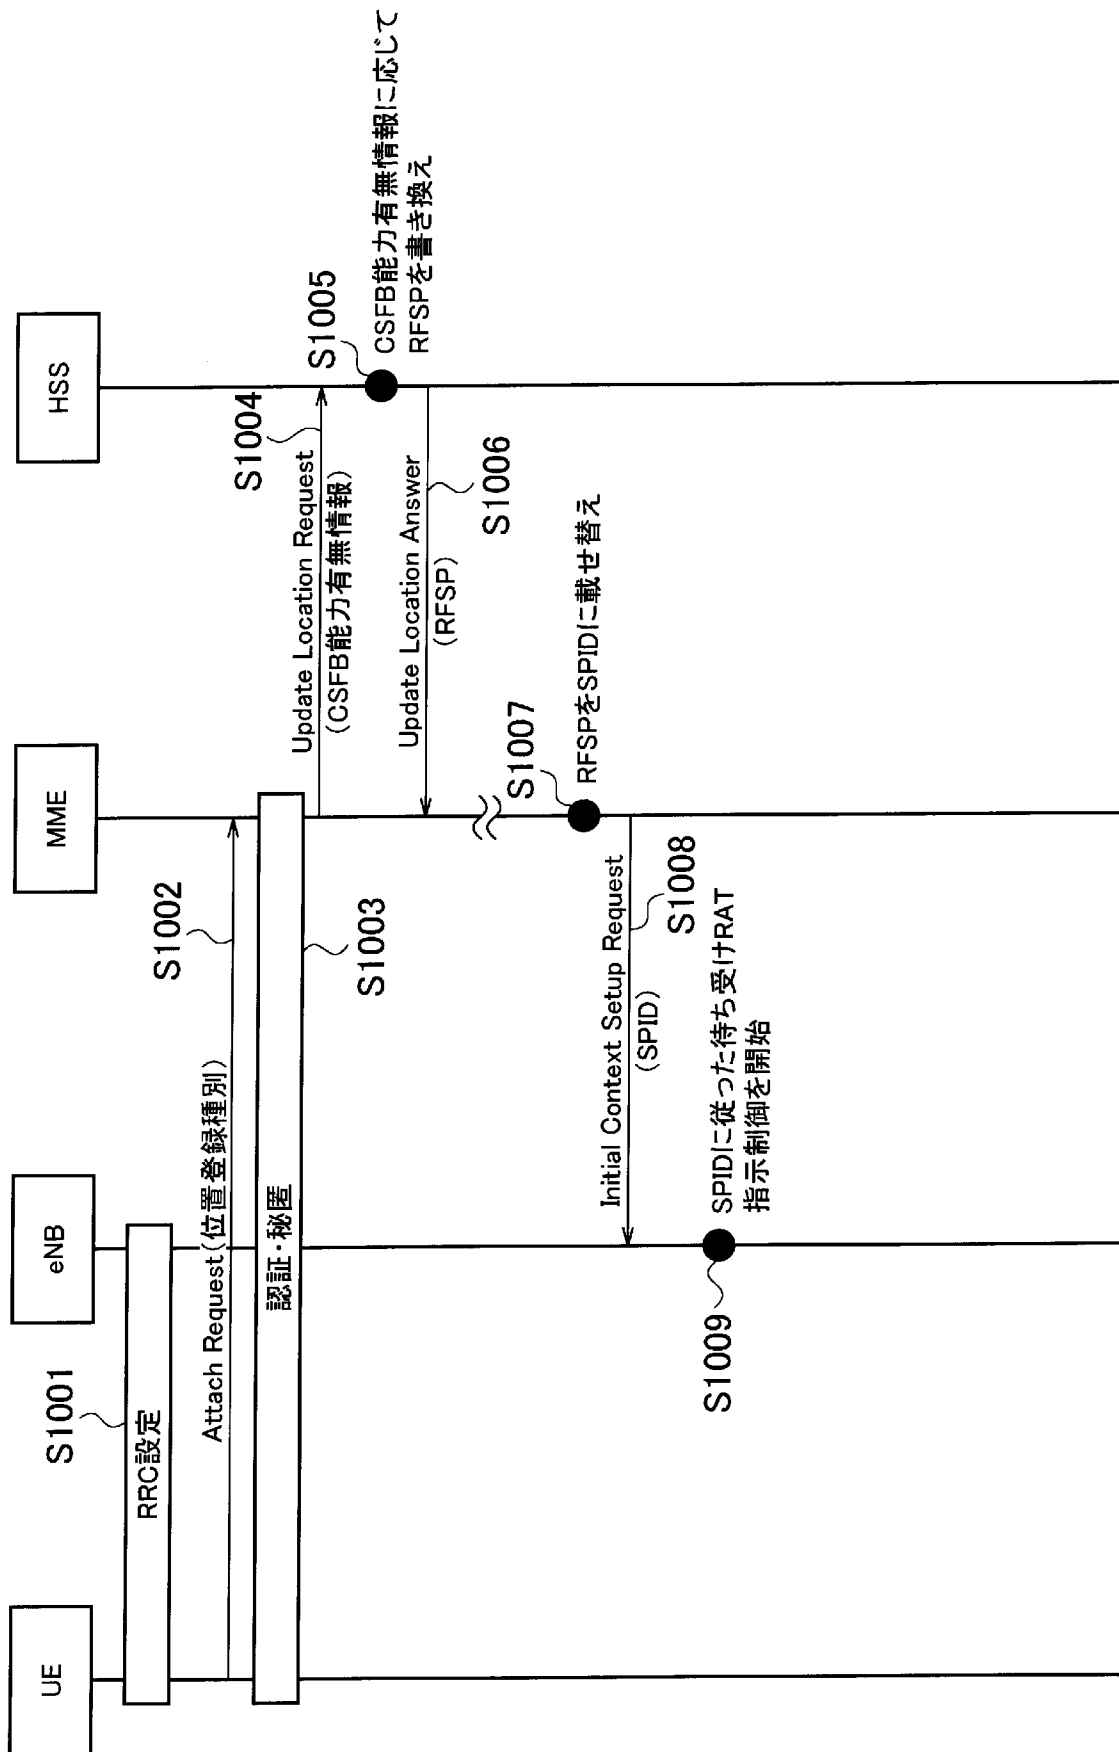 UE
eNB
MME
HSS
S1001
RRC設定
S1002
Attach Request(位置登録種別)
認証・秘匿
S1003
S1004
Update Location Request
(CSFB能力有無情報)
S1005
CSFB能力有無情報に応じて
RFSPを書き換え
Update Location Answer
(RFSP)
S1006
S1007
RFSPをSPIDに載せ替え
Initial Context Setup Request
(SPID)
S1008
S1009
SPIDに従った待ち受けRAT
指示制御を開始